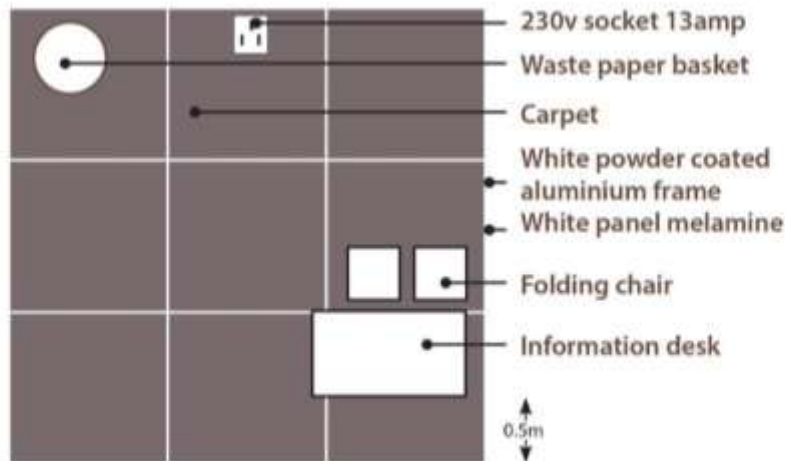 230v socket 13amp
Waste paper basket
Carpet
White powder coated
aluminium frame
White panel melamine
Folding chair
Information desk
0.5m